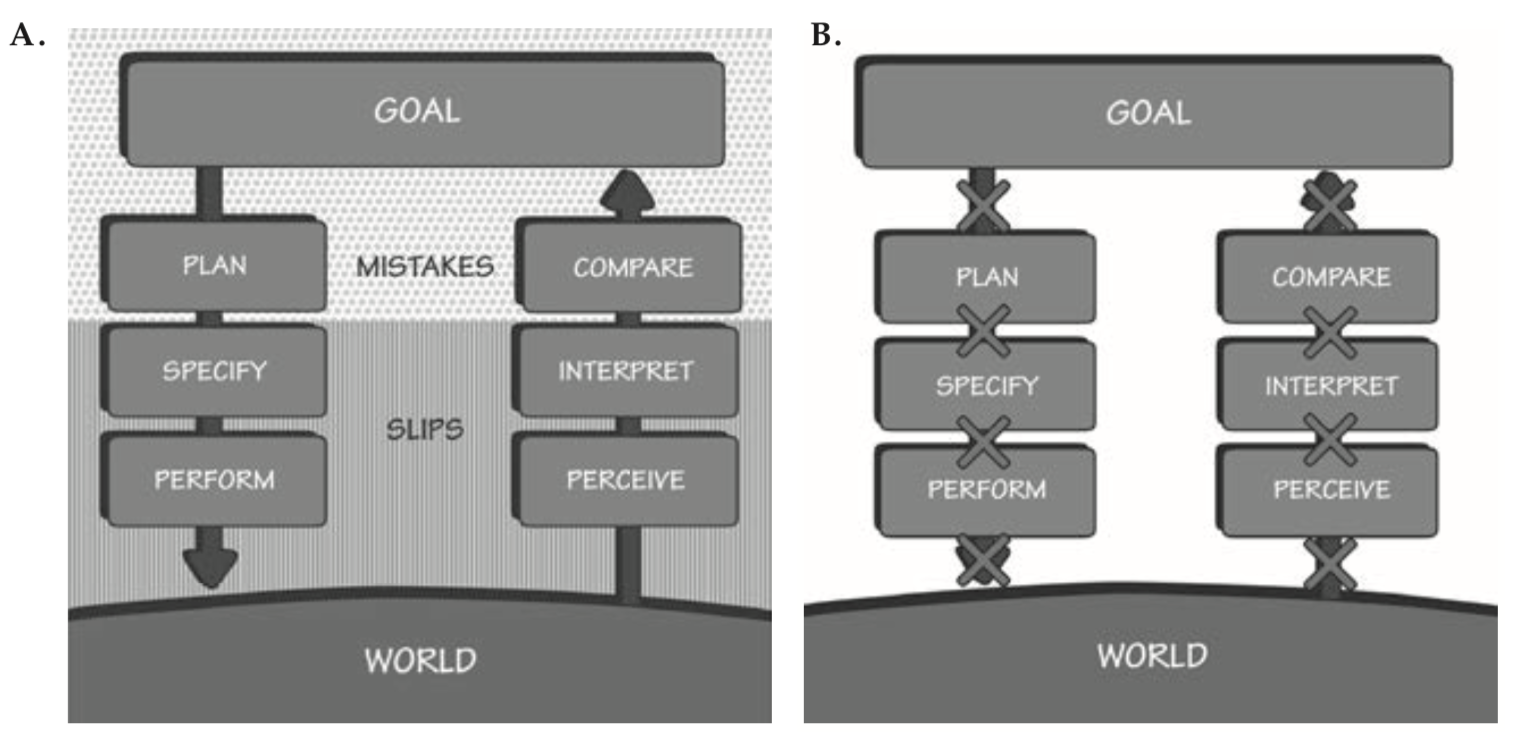 A.
GOAL
PLAN
MISTAKES
COMPARE
SPECIFY
INTERPRET
SLIPS
PERFORM
PERCEIVE
WORLD
B.
GOAL
PLAN
COMPARE
SPECIFY
INTERPRET
PERFORM
PERCEIVE
WORLD